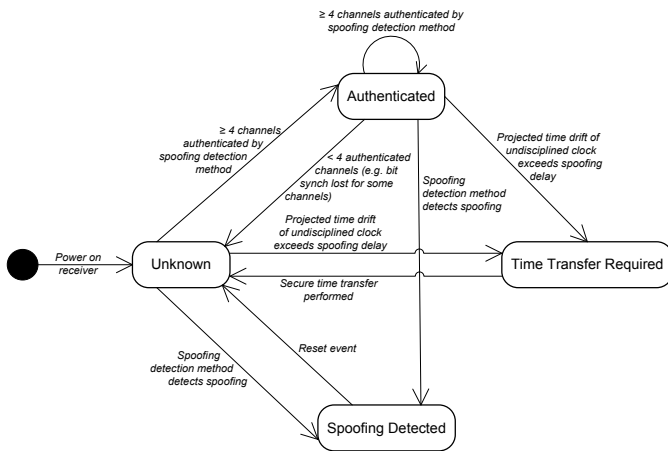 ≥ 4 channels authenticated by
spoofing detection method
Authenticated
≥ 4 channels
authenticated by
spoofing detection
method
Projected time drift of
undisciplined clock
exceeds spoofing
delay
< 4 authenticated
channels (e.g. bit
synch lost for some
channels)
Spoofing
detection method
detects spoofing
Projected time drift
of undisciplined clock
exceeds spoofing delay
Power on
receiver
Unknown
Time Transfer Required
Secure time transfer
performed
Reset event
Spoofing
detection method
detects spoofing
Spoofing Detected